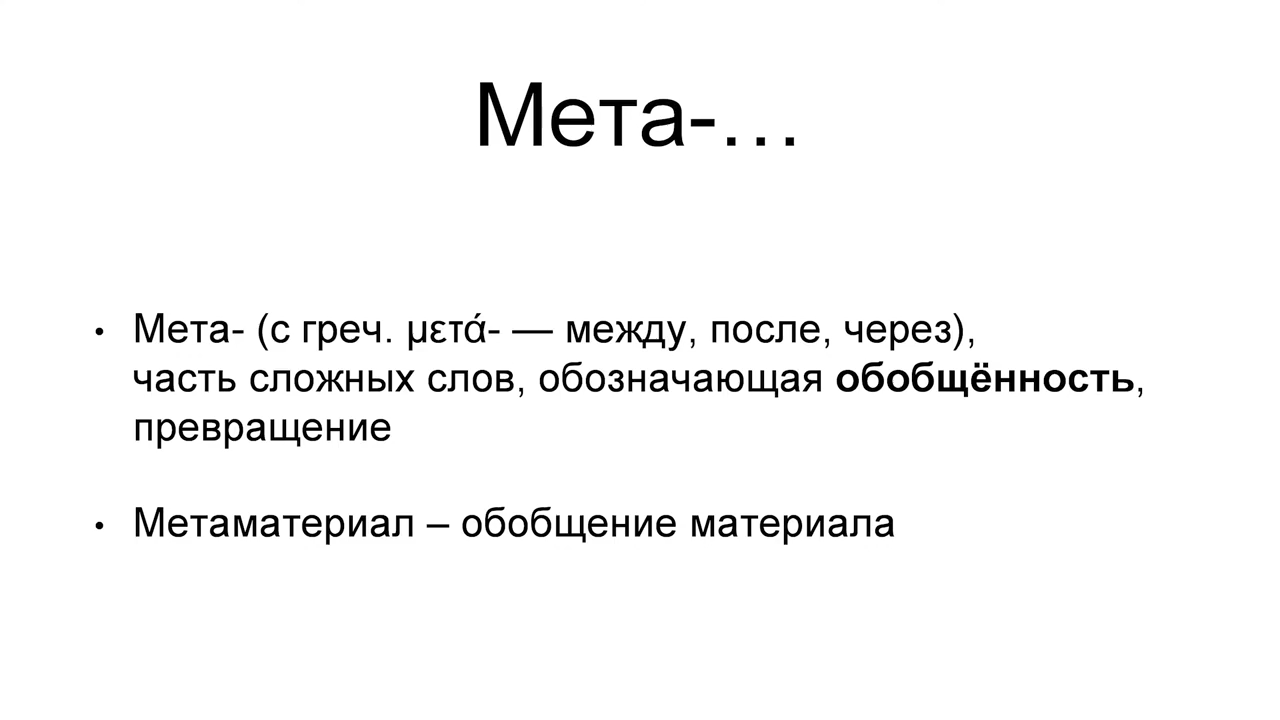 Мета-…
• Мета- (с греч. μετά- — между, после, через),
часть сложных слов, обозначающая обобщённость,
превращение
• Метаматериал – обобщение материала